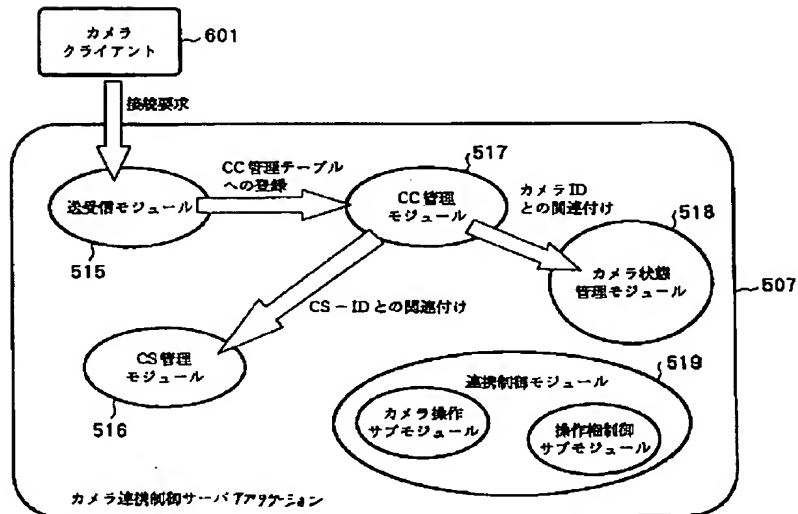 カメラ
クライアント
601
接続要求
517
CC管理テーブル
への登録
CC管理
モジュール
カメラID
との関連付け
518
送受信モジュール
515
カメラ状態
管理モジュール
507
CS-IDとの関連付け
CS管理
モジュール
516
519
連携制御モジュール
カメラ操作
サブモジュール
操作権制御
サブモジュール
カメラ連携制御サーバアプリケーション